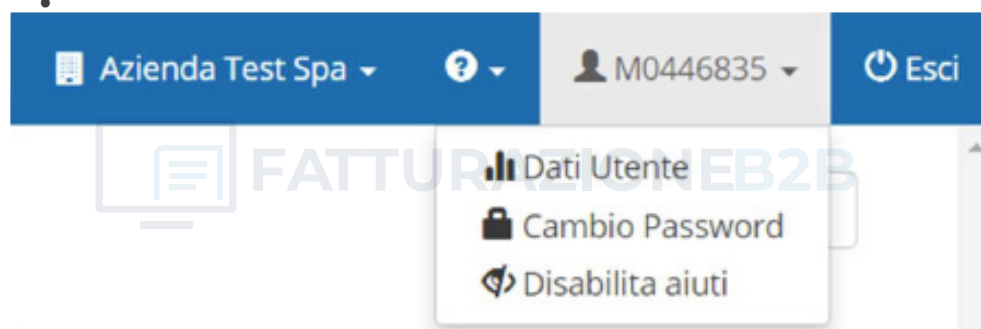 Azienda Test Spa ? M0446835 Esci
FATTURAZIONEB2B
Dati Utente
Cambio Password
Disabilita aiuti